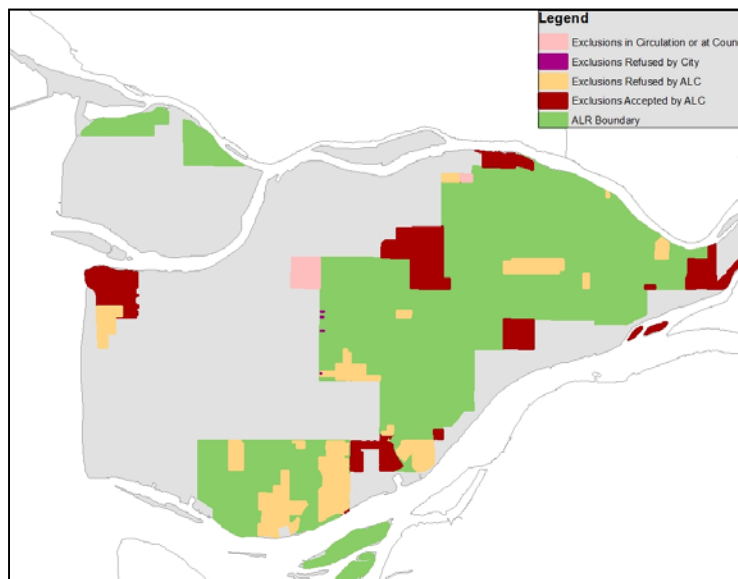 Legend
Exclusions in Circulation or at Coun
Exclusions Refused by City
Exclusions Refused by ALC
Exclusions Accepted by ALC
ALR Boundary